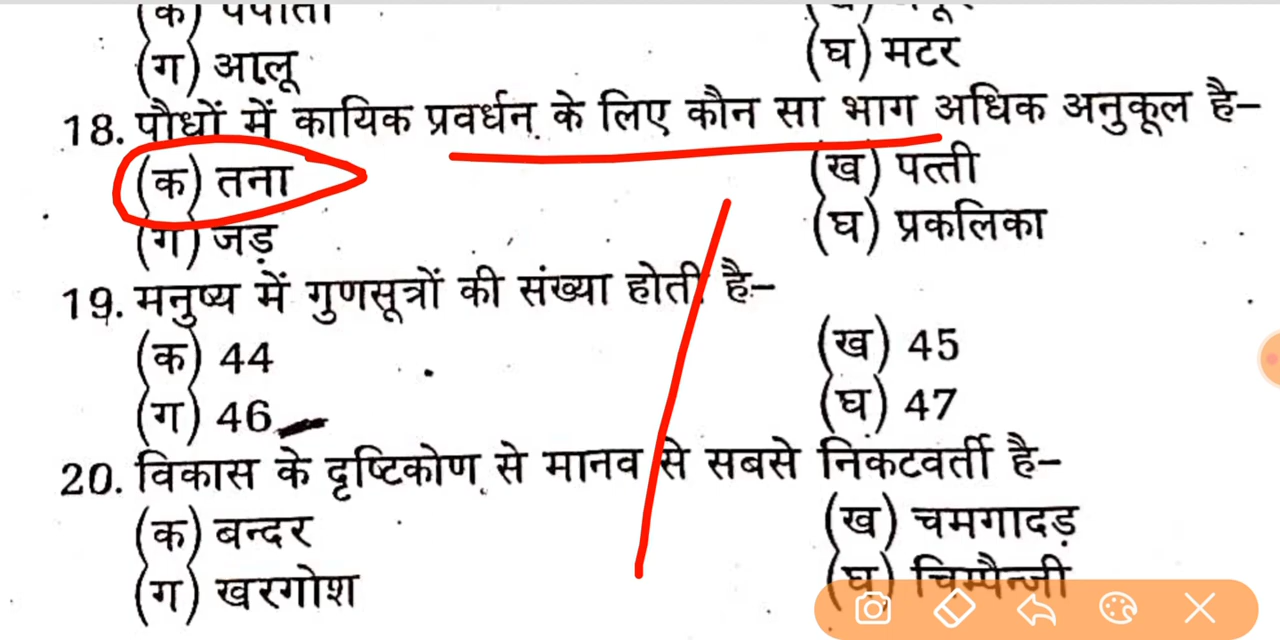 (क) पपीता
(ग) आलू
(घ) मटर
18. पौधों में कायिक प्रवर्धन के लिए कौन सा भाग अधिक अनुकूल है–
(क) तना
(ख) पत्ती
(ग) जड़
(घ) प्रकलिका
19. मनुष्य में गुणसूत्रों की संख्या होती है–
(क) 44
(ख) 45
(ग) 46
(घ) 47
20. विकास के दृष्टिकोण से मानव से सबसे निकटवर्ती है–
(क) बन्दर
(ख) चमगादड़
(ग) खरगोश
(घ) चिम्पैन्जी